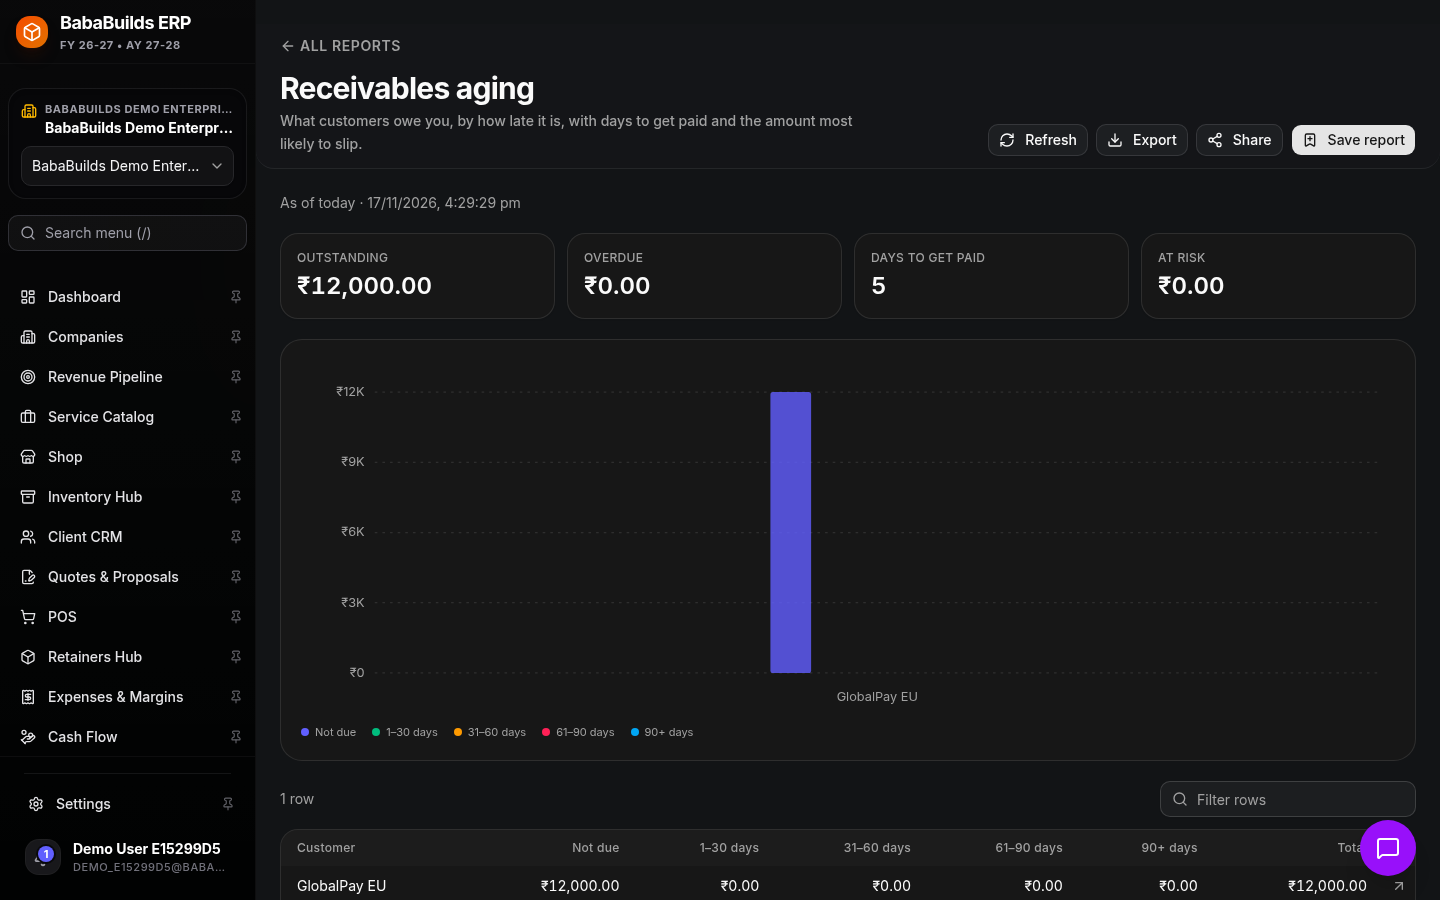 BabaBuilds ERP
FY 26-27 • AY 27-28
BABABUILDS DEMO ENTERPRI...
BabaBuilds Demo Enterpr...
BabaBuilds Demo Enter...
Search menu (/)
Dashboard
Companies
Revenue Pipeline
Service Catalog
Shop
Inventory Hub
Client CRM
Quotes & Proposals
POS
Retainers Hub
Expenses & Margins
Cash Flow
Settings
1
Demo User E15299D5
DEMO_E15299D5@BABA...
← ALL REPORTS
Receivables aging
What customers owe you, by how late it is, with days to get paid and the amount most
likely to slip.
Refresh
Export
Share
Save report
As of today · 17/11/2026, 4:29:29 pm
OUTSTANDING
₹12,000.00
OVERDUE
₹0.00
DAYS TO GET PAID
5
AT RISK
₹0.00
₹12K
₹9K
₹6K
₹3K
₹0
GlobalPay EU
Not due 1–30 days 31–60 days 61–90 days 90+ days
1 row
Filter rows
Customer Not due 1–30 days 31–60 days 61–90 days 90+ days
GlobalPay EU ₹12,000.00 ₹0.00 ₹0.00 ₹0.00 ₹0.00 ₹12,000.00